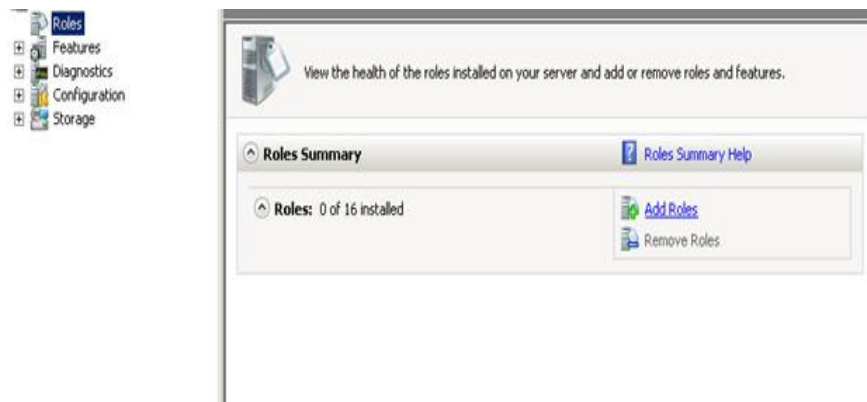 Roles
Features
Diagnostics
Configuration
Storage
View the health of the roles installed on your server and add or remove roles and features.
Roles Summary
Roles Summary Help
Roles: 0 of 16 installed
Add Roles
Remove Roles